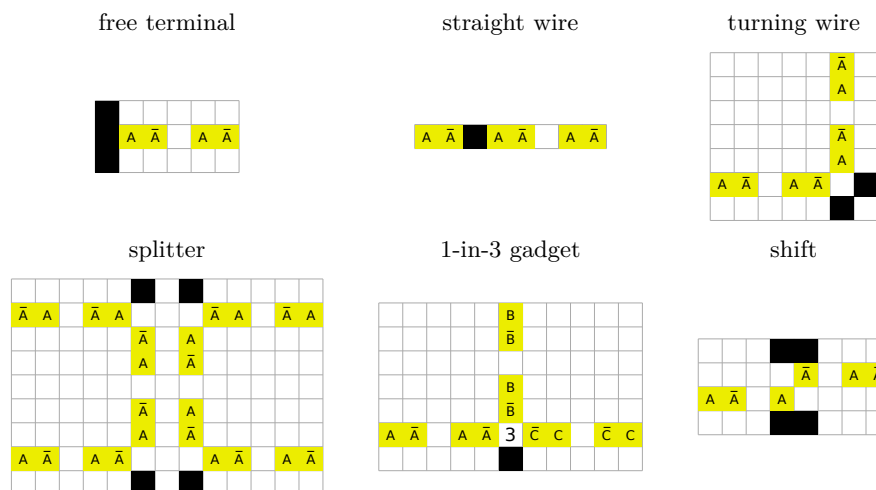 free terminal straight wire turning wire
Ā
A
A Ā A Ā A Ā A Ā A Ā Ā
A
A Ā A Ā
splitter 1-in-3 gadget shift
Ā A Ā A Ā A Ā A B
Ā A B̄
A Ā Ā A Ā
B A Ā A
Ā A B̄
A Ā A Ā A Ā 3 C̄ C C̄ C
A Ā A Ā A Ā A Ā